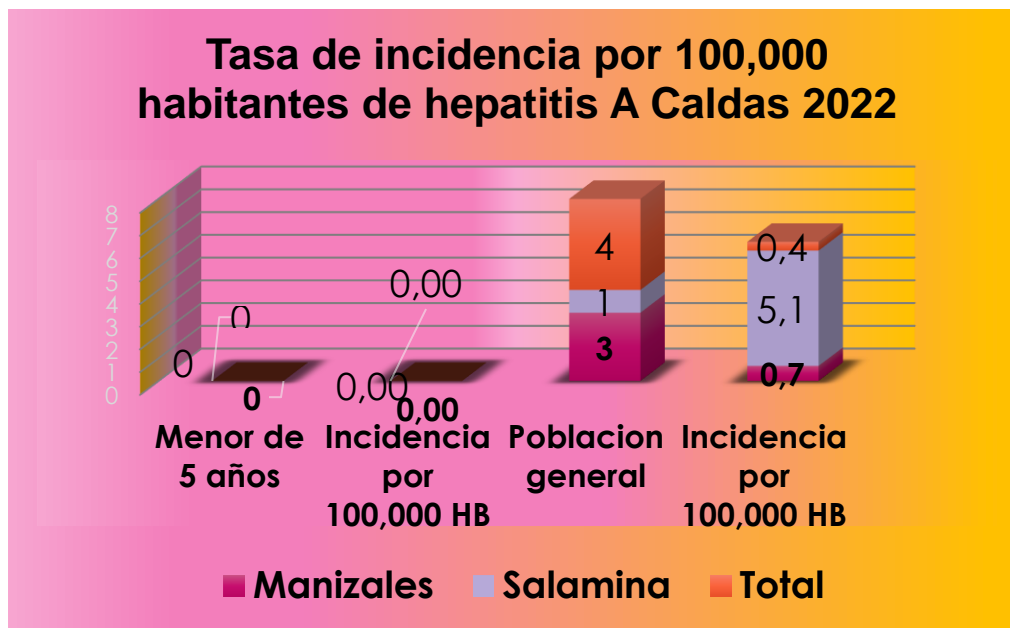 Tasa de incidencia por 100,000
habitantes de hepatitis A Caldas 2022
8
7
6
5
4
3
2
1
0
0
0
0
0,00
0,00
0,00
4
1
3
0,4
5,1
0,7
Menor de
5 años
Incidencia
por
100,000 HB
Poblacion
general
Incidencia
por
100,000 HB
Manizales Salamina Total